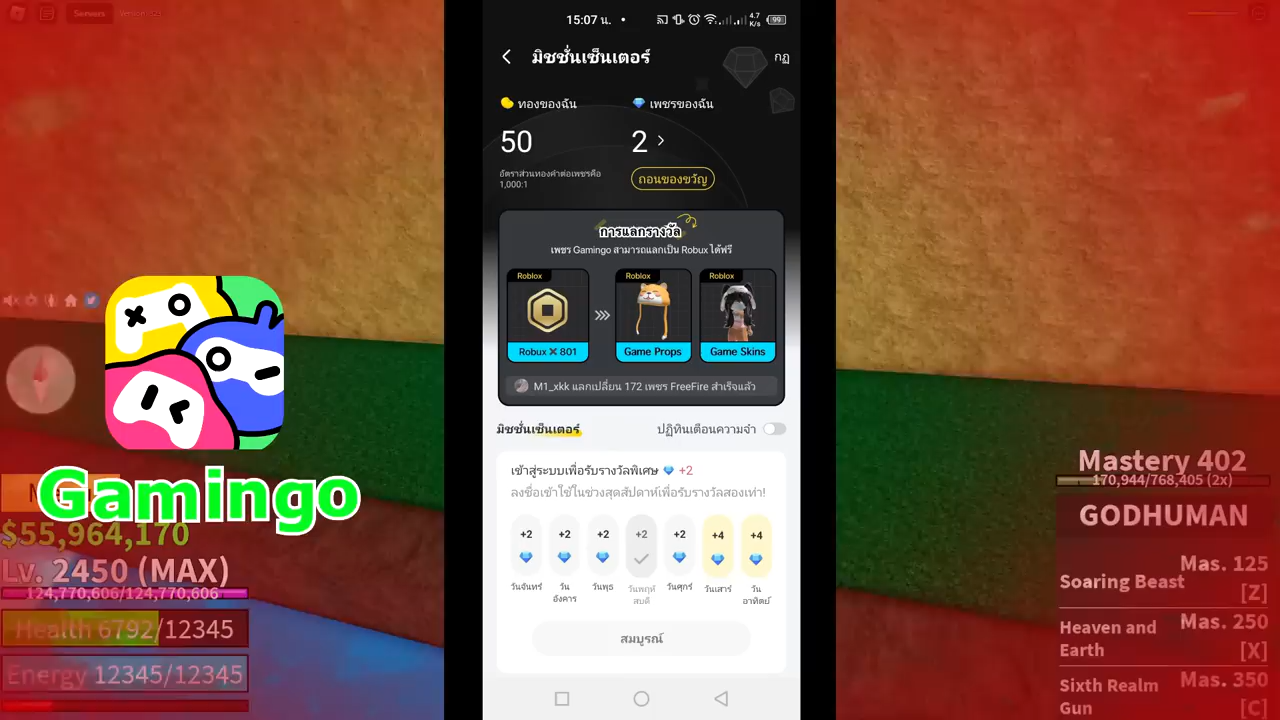 Servers
15:07 น.
4.7
K/s
99
มิชชั่นเซ็นเตอร์
กฏ
ทองของฉัน
เพชรของฉัน
50
2
อัตราส่วนทองคำต่อเพชรคือ
1,000:1
ถอนของขวัญ
การแลกรางวัล
เพชร Gamingo สามารถแลกเป็น Robux ได้ฟรี
Roblox
Roblox
Roblox
Robux × 801
Game Props
Game Skins
M1_xkk แลกเปลี่ยน 172 เพชร FreeFire สำเร็จแล้ว
มิชชั่นเซ็นเตอร์
ปฏิทินเตือนความจำ
เข้าสู่ระบบเพื่อรับรางวัลพิเศษ +2
ลงชื่อเข้าใช้ในช่วงสุดสัปดาห์เพื่อรับรางวัลสองเท่า!
+2
+2
+2
+2
+2
+4
+4
วันจันทร์
วัน
อังคาร
วันพุธ
วันพฤหั
สบดี
วันศุกร์
วันเสาร์
วัน
อาทิตย์
สมบูรณ์
Gamingo
$55,964,170
Lv. 2450 (MAX)
124,770,606/124,770,606
Health 6792/12345
Energy 12345/12345
Mastery 402
170,944/768,405 (2x)
GODHUMAN
Mas. 125
Soaring Beast
[Z]
Mas. 250
Heaven and
Earth
[X]
Mas. 350
Sixth Realm
Gun
[C]